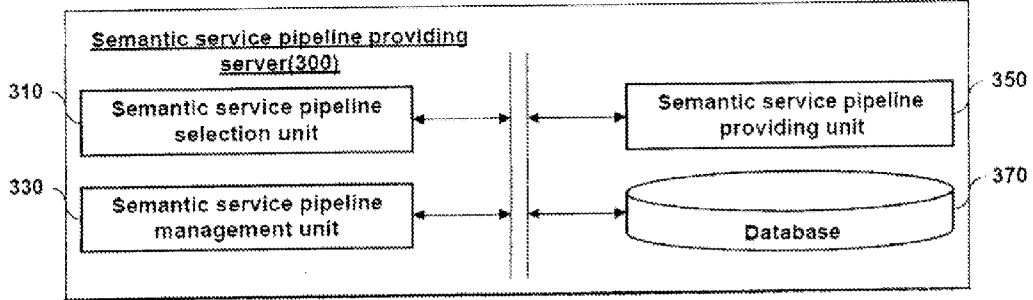 Semantic service pipeline providing
server(300)
310
Semantic service pipeline
selection unit
350
Semantic service pipeline
providing unit
330
Semantic service pipeline
management unit
370
Database